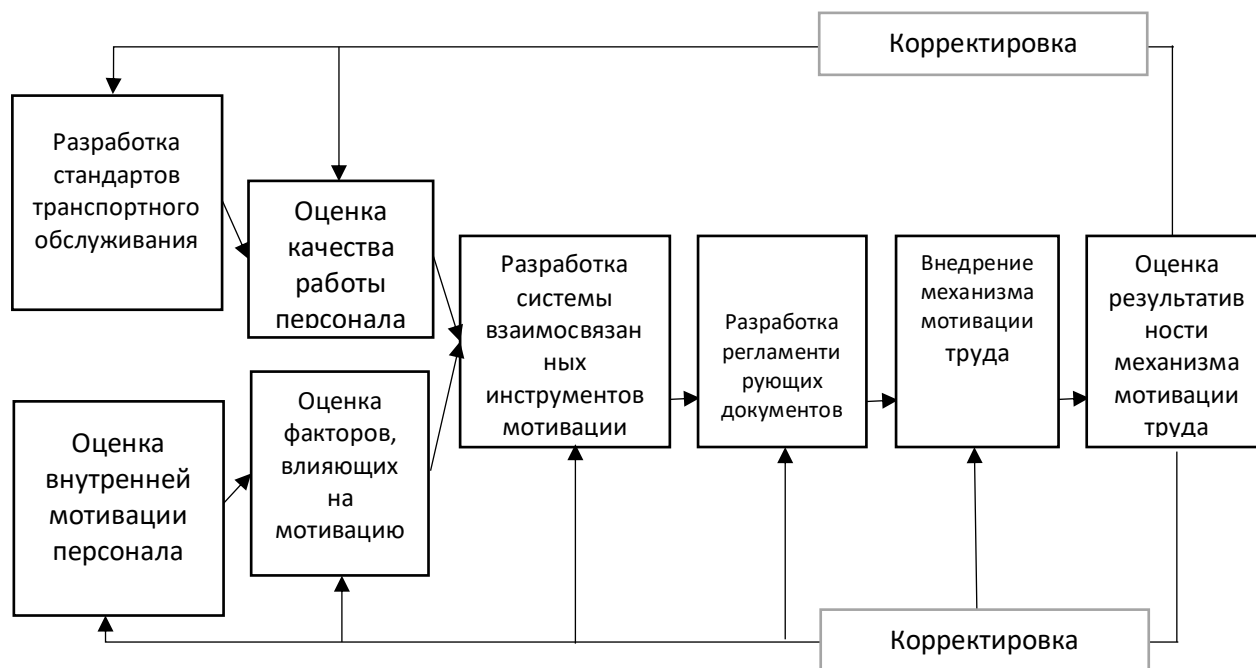 Корректировка
Разработка
стандартов
транспортного
обслуживания
Оценка
качества
работы
персонала
Оценка
внутренней
мотивации
персонала
Оценка
факторов,
влияющих
на
мотивацию
Разработка
системы
взаимосвязан
ных
инструментов
мотивации
Разработка
регламенти
рующих
документов
Внедрение
механизма
мотивации
труда
Оценка
результатив
ности
механизма
мотивации
труда
Корректировка